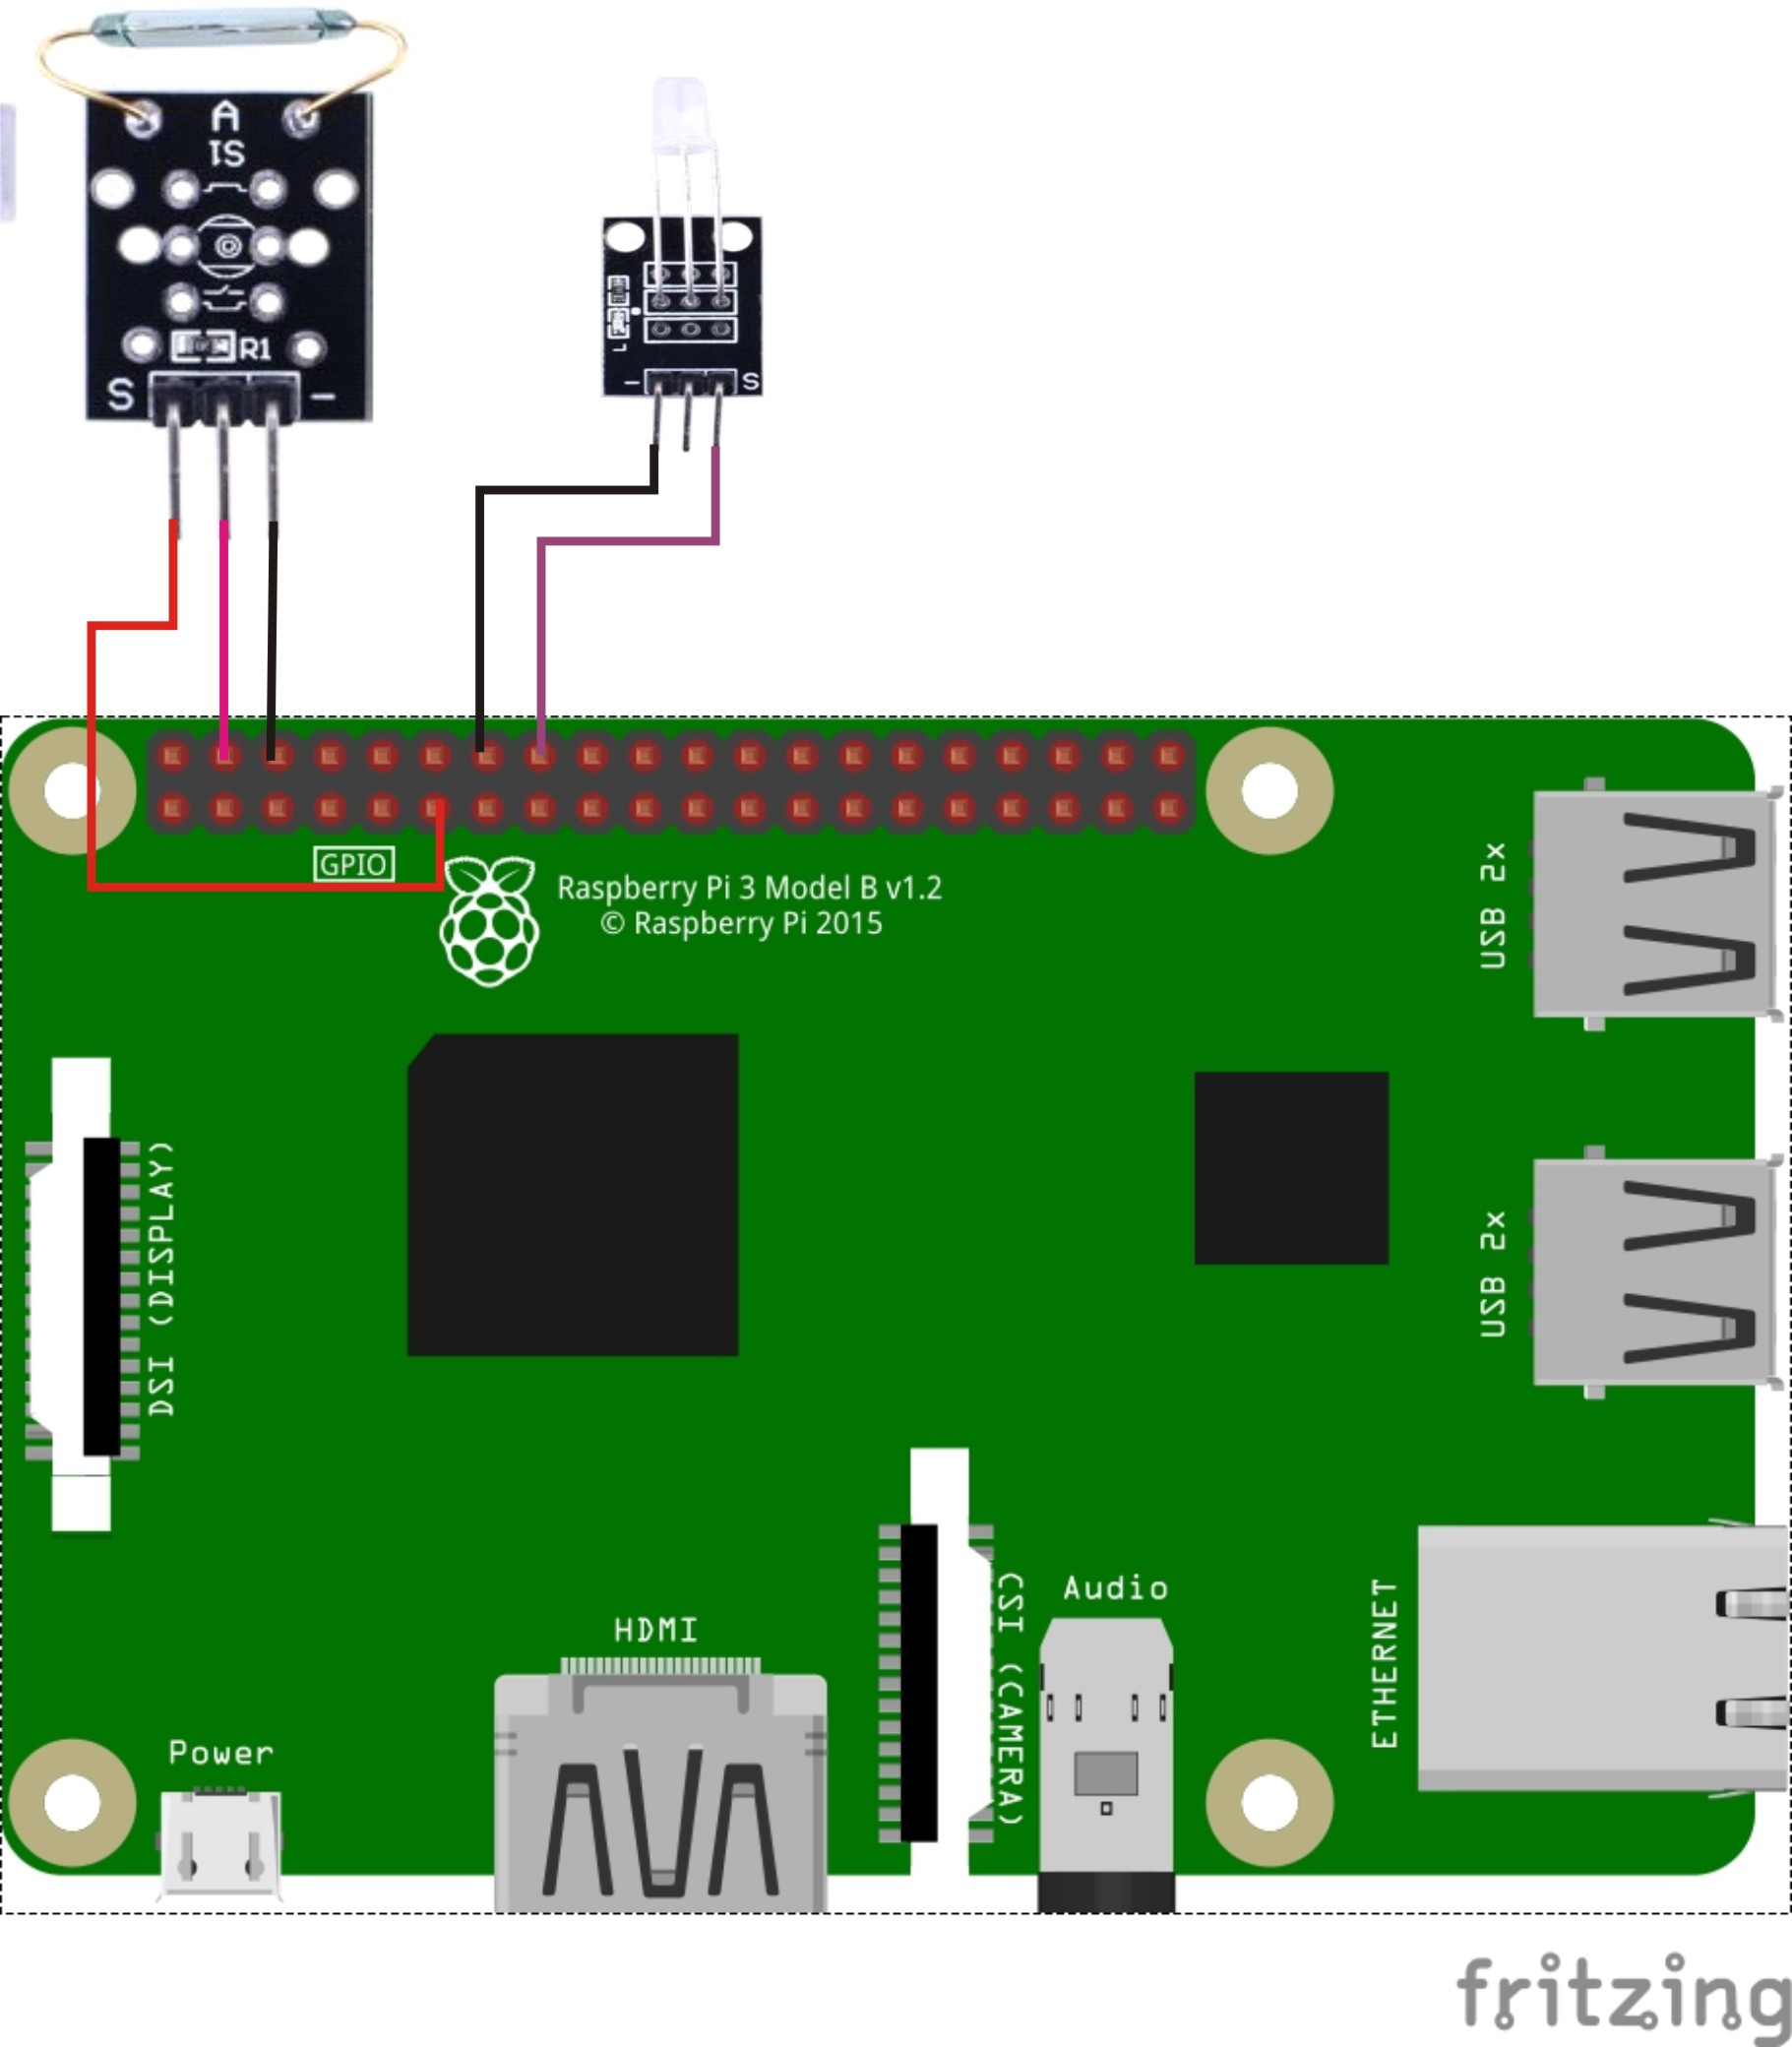 A
S1
R1
S
-
L
-
S
GPIO
Raspberry Pi 3 Model B v1.2
© Raspberry Pi 2015
USB 2x
DSI (DISPLAY)
USB 2x
ETHERNET
CSI (CAMERA)
Audio
HDMI
Power
fritzing